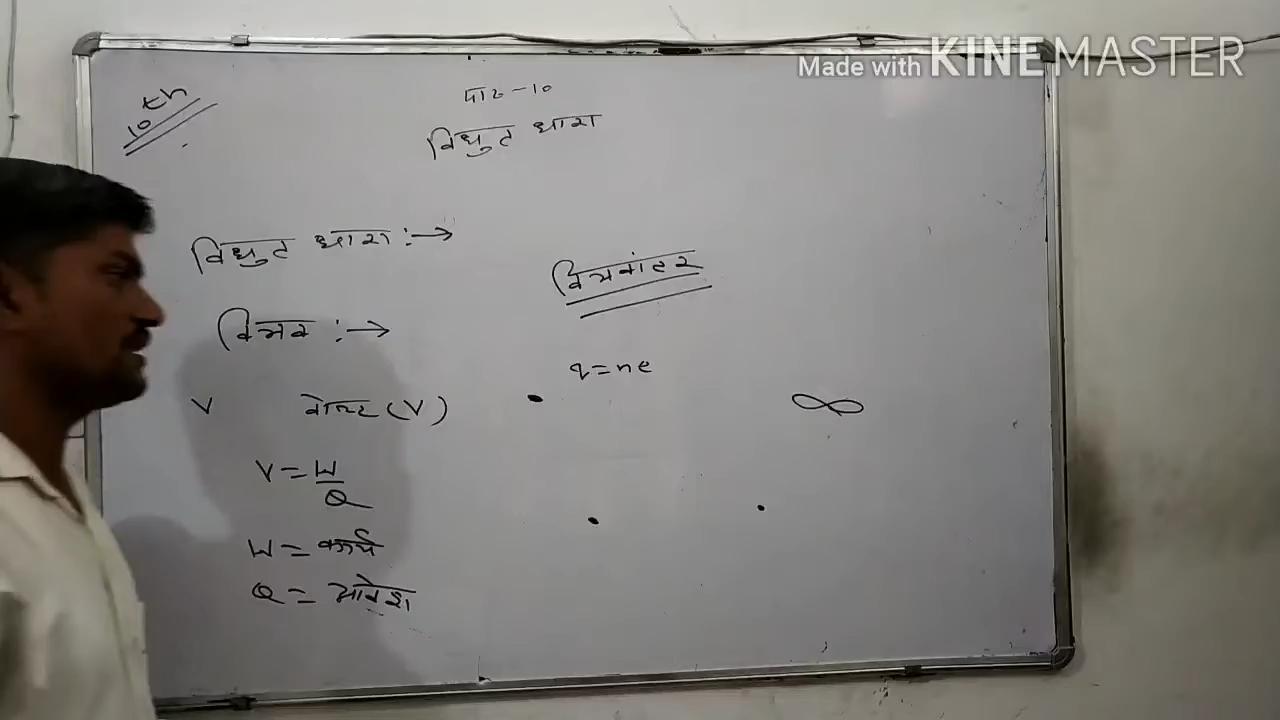 Made with KINEMASTER
10th
पाठ-10
विधुत धारा
विधुत धारा :→
विभवांतर
विभव :→
q=ne
V वोल्ट (V)
∞
V=W/Q
W= कार्य
Q= आवेश